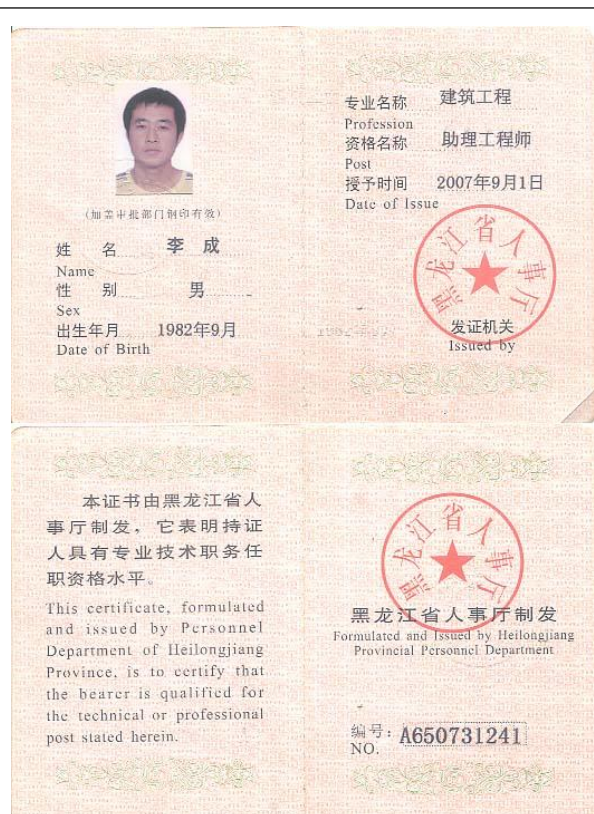 (加盖审批部门钢印有效)
姓 名 李 成
Name
性 别 男
Sex
出生年月 1982年9月
Date of Birth
专业名称 建筑工程
Profession
资格名称 助理工程师
Post
授予时间 2007年9月1日
Date of Issue
黑龙江省人事厅
发证机关
Issued by
本证书由黑龙江省人
事厅制发，它表明持证
人具有专业技术职务任
职资格水平。
This certificate, formulated
and issued by Personnel
Department of Heilongjiang
Province, is to certify that
the bearer is qualified for
the technical or professional
post stated herein.
黑龙江省人事厅
黑龙江省人事厅制发
Formulated and Issued by Heilongjiang
Provincial Personnel Department
编号: A650731241
NO.